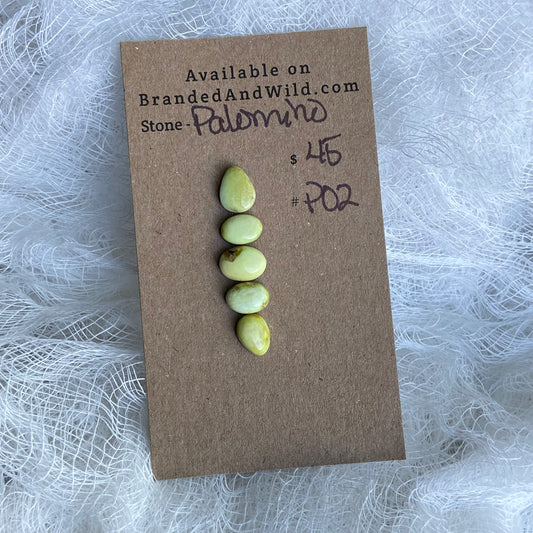 Available on
BrandedAndWild.com
Stone - Palomino
$ 45
# P02